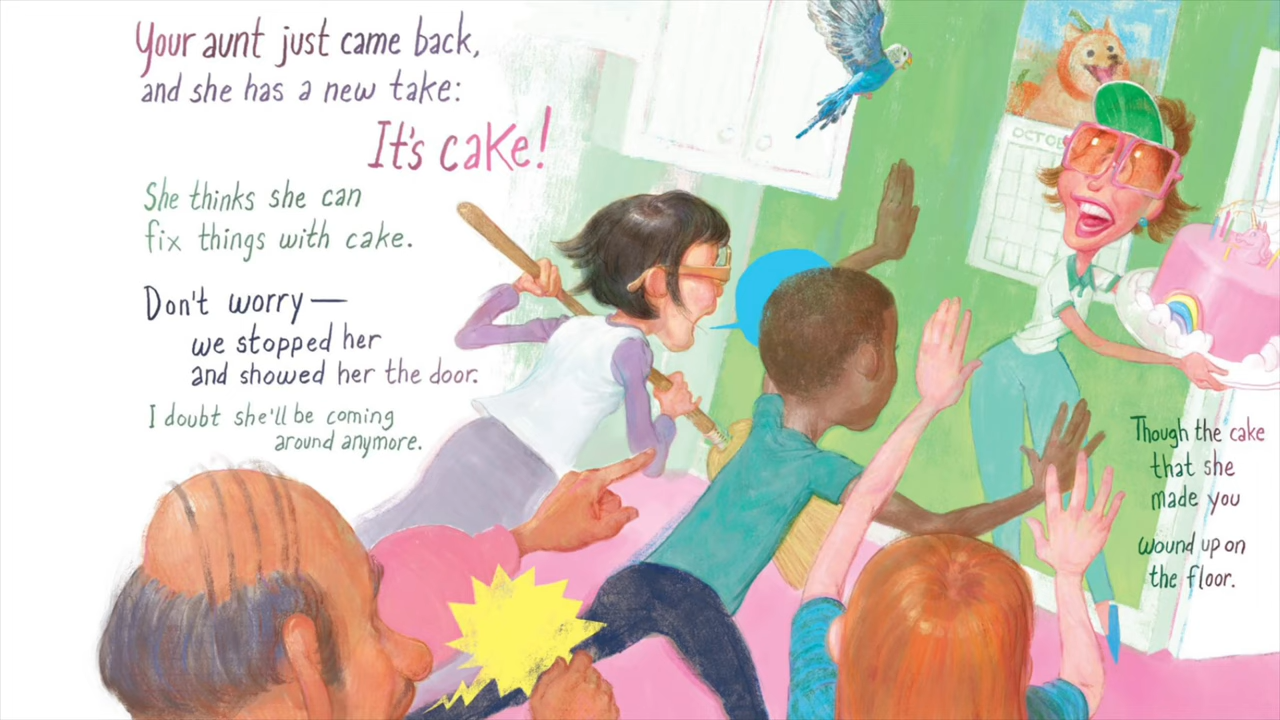 Your aunt just came back,
and she has a new take:
It's cake!
She thinks she can
fix things with cake.
Don't worry—
we stopped her
and showed her the door.
I doubt she'll be coming
around anymore.
OCTOB
Though the cake
that she
made you
wound up on
the floor.